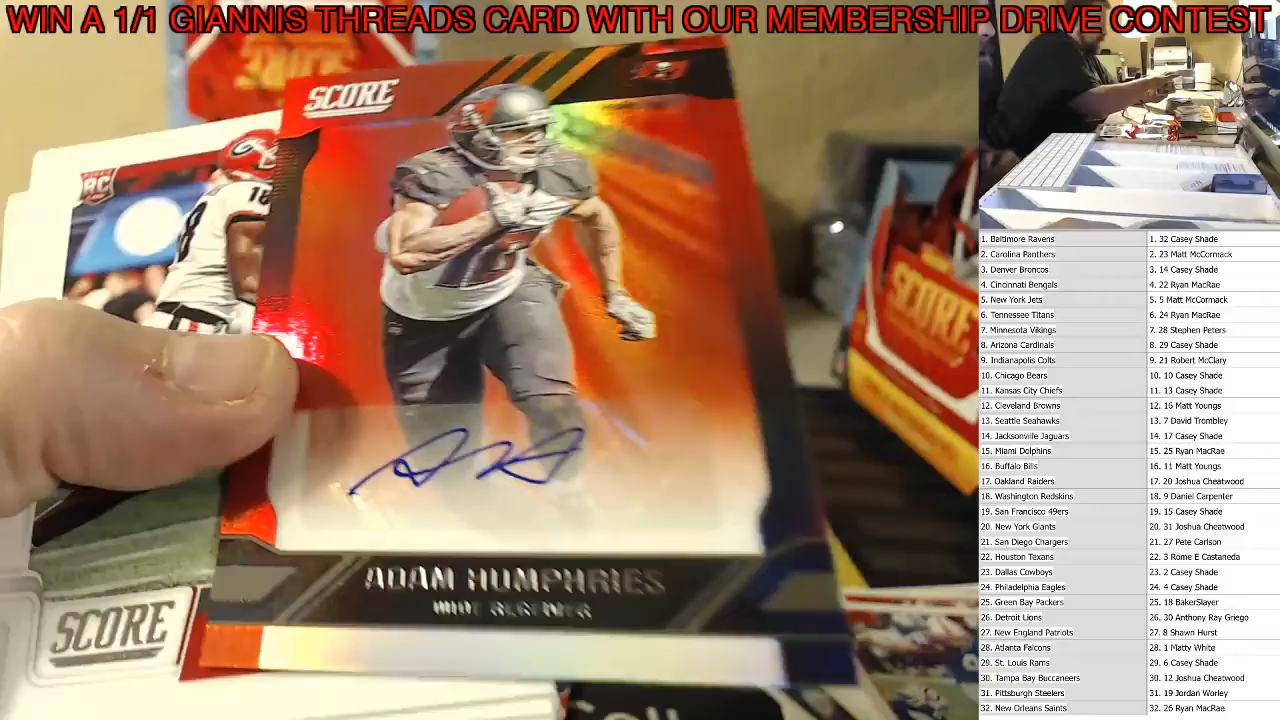 WIN A 1/1 GIANNIS THREADS CARD WITH OUR MEMBERSHIP DRIVE CONTEST
SCORE
RC
18
8
SCORE
ADAM HUMPHRIES
WIDE RECEIVER
SCORE
1. Baltimore Ravens 1. 32 Casey Shade
2. Carolina Panthers 2. 23 Matt McCormack
3. Denver Broncos 3. 14 Casey Shade
4. Cincinnati Bengals 4. 22 Ryan MacRae
5. New York Jets 5. 5 Matt McCormack
6. Tennesee Titans 6. 24 Ryan MacRae
7. Minnesota Vikings 7. 28 Stephen Peters
8. Arizona Cardinals 8. 29 Casey Shade
9. Indianapolis Colts 9. 21 Robert McClary
10. Chicago Bears 10. 10 Casey Shade
11. Kansas City Chiefs 11. 13 Casey Shade
12. Cleveland Browns 12. 16 Matt Youngs
13. Seattle Seahawks 13. 7 David Trombley
14. Jacksonville Jaguars 14. 17 Casey Shade
15. Miami Dolphins 15. 25 Ryan MacRae
16. Buffalo Bills 16. 11 Matt Youngs
17. Oakland Raiders 17. 20 Joshua Cheatwood
18. Washington Redskins 18. 9 Daniel Carpenter
19. San Francisco 49ers 19. 15 Casey Shade
20. New York Giants 20. 31 Joshua Cheatwood
21. San Diego Chargers 21. 27 Pete Carlson
22. Houston Texans 22. 3 Rome E Castaneda
23. Dallas Cowboys 23. 2 Casey Shade
24. Philadelphia Eagles 24. 4 Casey Shade
25. Green Bay Packers 25. 18 BakerSlayer
26. Detroit Lions 26. 30 Anthony Ray Griego
27. New England Patriots 27. 8 Shawn Hurst
28. Atlanta Falcons 28. 1 Matty White
29. St. Louis Rams 29. 6 Casey Shade
30. Tampa Bay Buccaneers 30. 12 Joshua Cheatwood
31. Pittsburgh Steelers 31. 19 Jordan Worley
32. New Orleans Saints 32. 26 Ryan MacRae